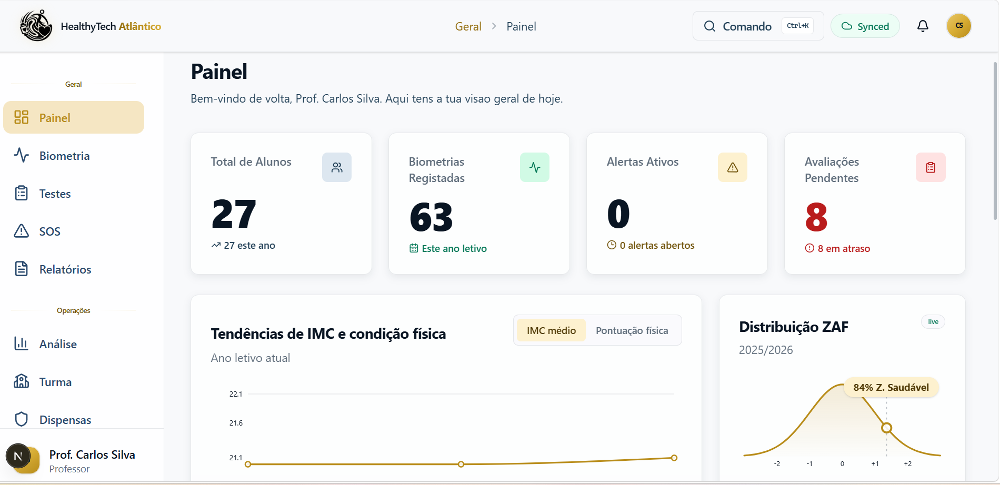 HealthyTech Atlântico
Geral > Painel
Comando Ctrl+K
Synced
CS
Geral
Painel
Biometria
Testes
SOS
Relatórios
Operações
Análise
Turma
Dispensas
N
Prof. Carlos Silva
Professor
Painel
Bem-vindo de volta, Prof. Carlos Silva. Aqui tens a tua visao geral de hoje.
Total de Alunos
27
27 este ano
Biometrias
Registadas
63
Este ano letivo
Alertas Ativos
0
0 alertas abertos
Avaliações
Pendentes
8
8 em atraso
Tendências de IMC e condição física
Ano letivo atual
IMC médio Pontuação física
22.1
21.6
21.1
Distribuição ZAF
live
2025/2026
84% Z. Saudável
-2 -1 0 +1 +2